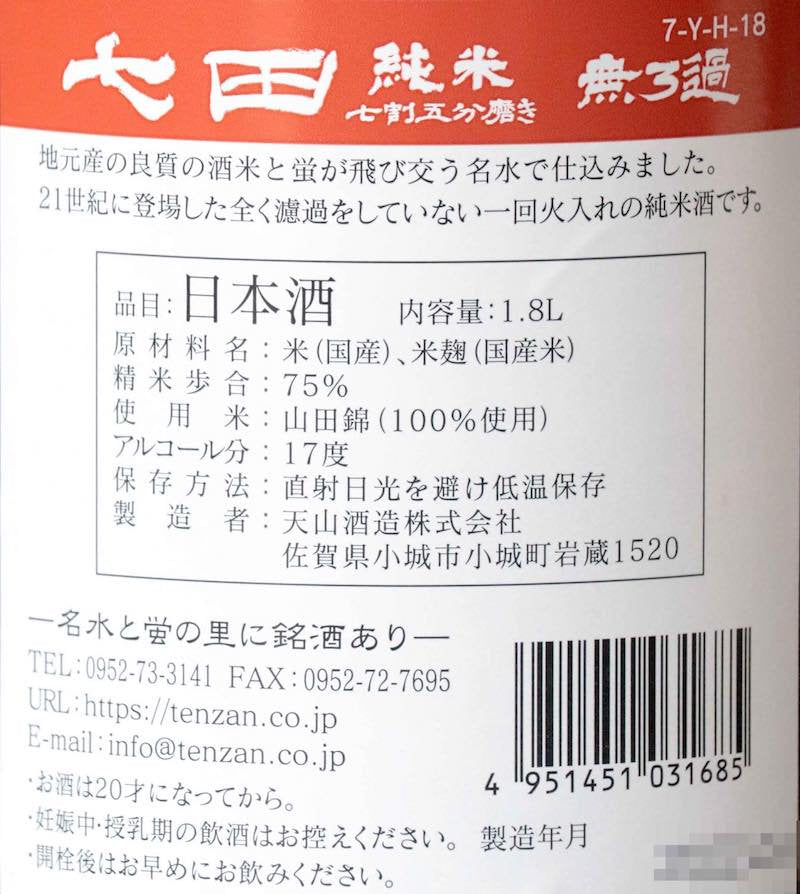 7-Y-H-18
七田 純米 無ろ過
七割五分磨き
地元産の良質の酒米と蛍が飛び交う名水で仕込みました。
21世紀に登場した全く濾過をしていない一回火入れの純米酒です。
品目:日本酒 内容量:1.8L
原材料名:米(国産)、米麹(国産米)
精米歩合:75%
使用米:山田錦(100%使用)
アルコール分:17度
保存方法:直射日光を避け低温保存
製造者:天山酒造株式会社
佐賀県小城市小城町岩蔵1520
—名水と蛍の里に銘酒あり—
TEL:0952-73-3141 FAX:0952-72-7695
URL:https://tenzan.co.jp
E-mail:info@tenzan.co.jp
4 951451 031685
・お酒は20才になってから。
・妊娠中・授乳期の飲酒はお控えください。 製造年月
・開栓後はお早めにお飲みください。